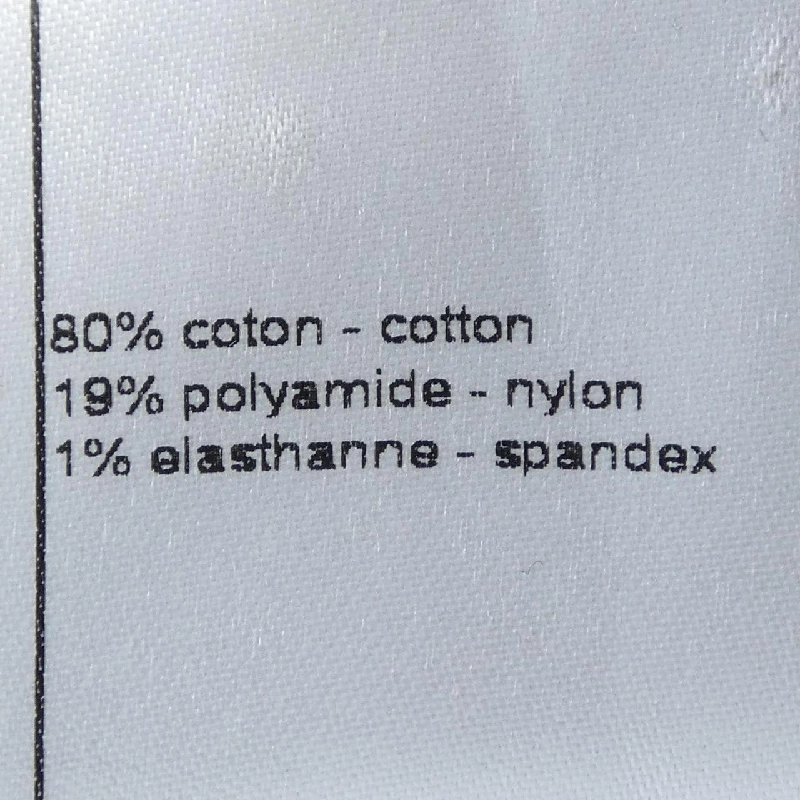 80% coton - cotton
19% polyamide - nylon
1% elasthanne - spandex